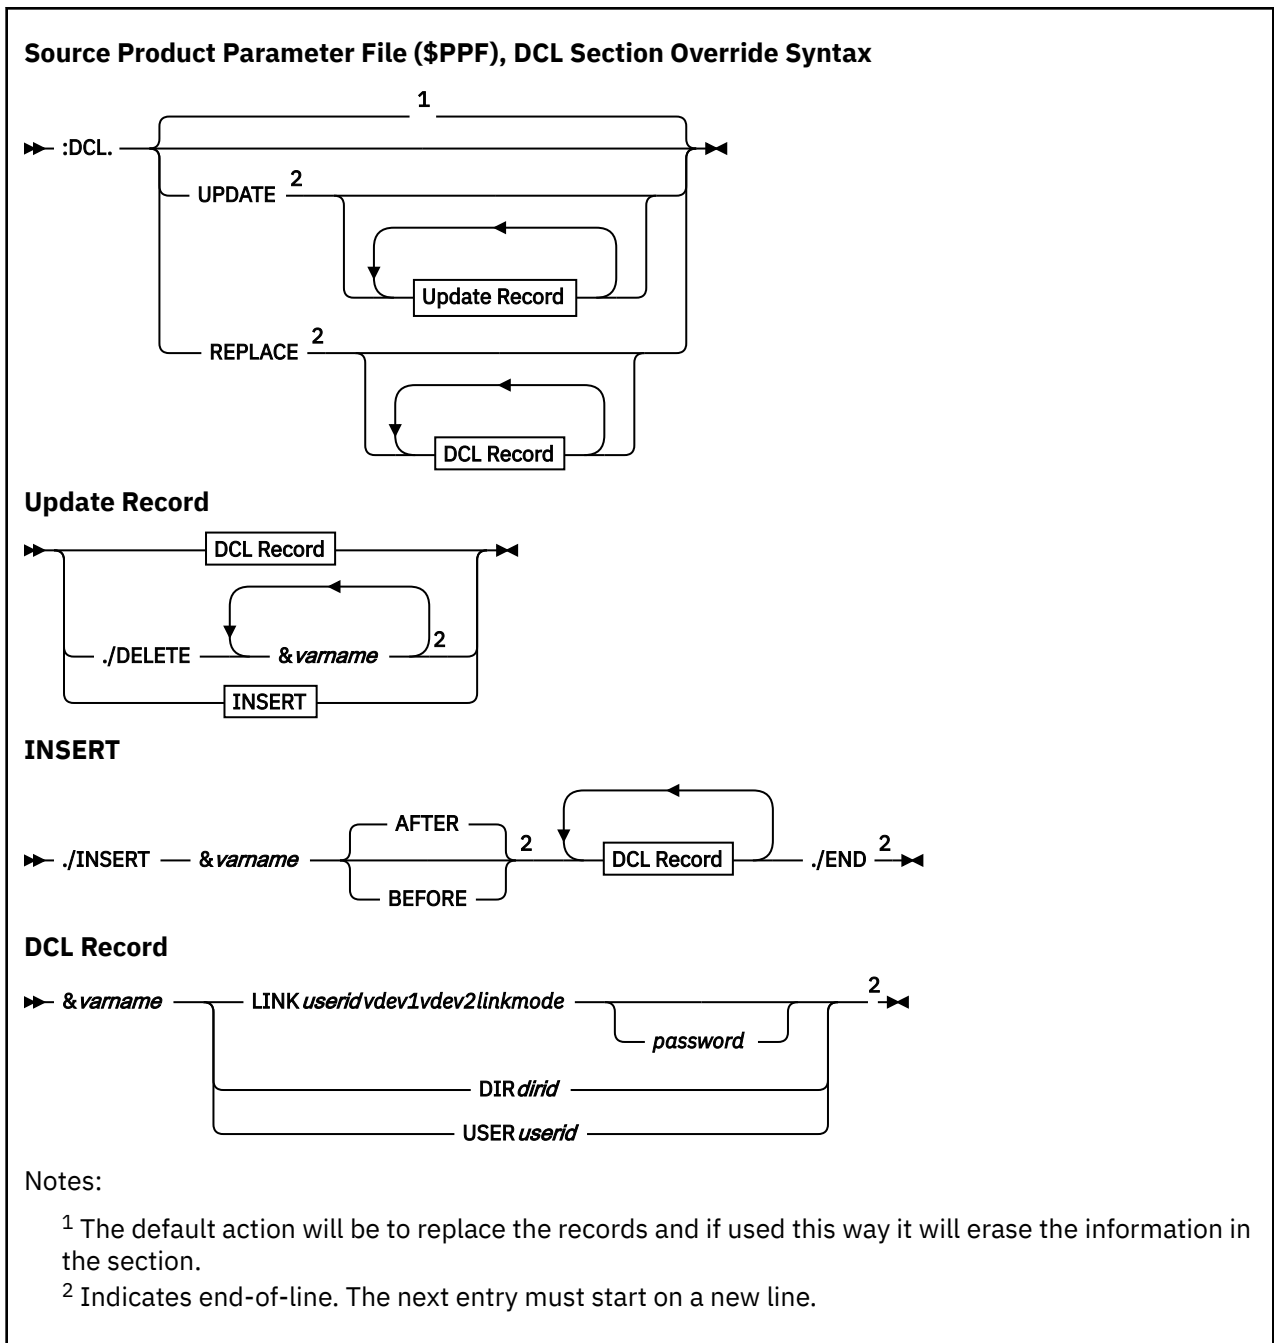 Source Product Parameter File ($PPF), DCL Section Override Syntax
1
:DCL.
UPDATE 2
Update Record
REPLACE 2
DCL Record
Update Record
DCL Record
./DELETE &varname 2
INSERT
INSERT
AFTER
./INSERT &varname 2 DCL Record ./END 2
BEFORE
DCL Record
&varname LINK userid vdev1 vdev2 linkmode 2
password
DIR dirid
USER userid
Notes:
1 The default action will be to replace the records and if used this way it will erase the information in
the section.
2 Indicates end-of-line. The next entry must start on a new line.